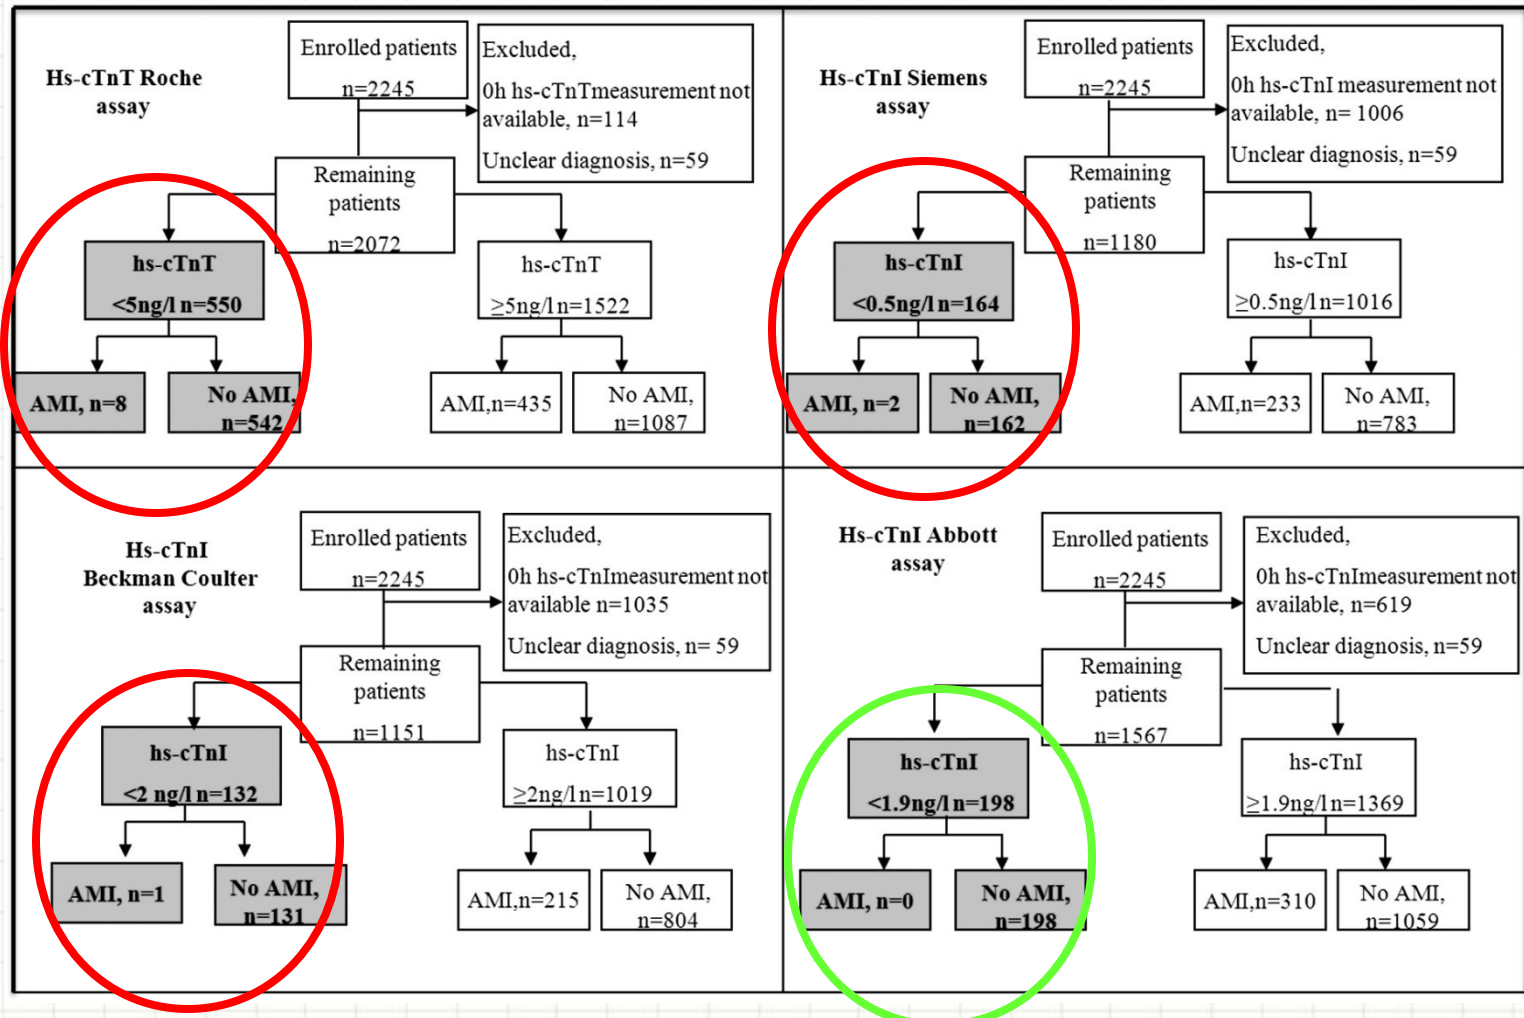 Hs-cTnT Roche
assay
Enrolled patients
n=2245
Excluded,
0h hs-cTnTmeasurement not
available, n=114
Unclear diagnosis, n=59
Remaining
patients
n=2072
hs-cTnT
<5ng/l n=550
AMI, n=8
No AMI,
n=542
hs-cTnT
≥5ng/l n=1522
AMI,n=435
No AMI,
n=1087
Hs-cTnI Siemens
assay
Enrolled patients
n=2245
Excluded,
0h hs-cTnI measurement not
available, n= 1006
Unclear diagnosis, n=59
Remaining
patients
n=1180
hs-cTnI
<0.5ng/l n=164
AMI, n=2
No AMI,
n=162
hs-cTnI
≥0.5ng/l n=1016
AMI,n=233
No AMI,
n=783
Hs-cTnI
Beckman Coulter
assay
Enrolled patients
n=2245
Excluded,
0h hs-cTnImeasurement not
available n=1035
Unclear diagnosis, n= 59
Remaining
patients
n=1151
hs-cTnI
<2 ng/l n=132
AMI, n=1
No AMI,
n=131
hs-cTnI
≥2ng/l n=1019
AMI,n=215
No AMI,
n=804
Hs-cTnI Abbott
assay
Enrolled patients
n=2245
Excluded,
0h hs-cTnImeasurement not
available, n=619
Unclear diagnosis, n=59
Remaining
patients
n=1567
hs-cTnI
<1.9ng/l n=198
AMI, n=0
No AMI,
n=198
hs-cTnI
≥1.9ng/l n=1369
AMI,n=310
No AMI,
n=1059